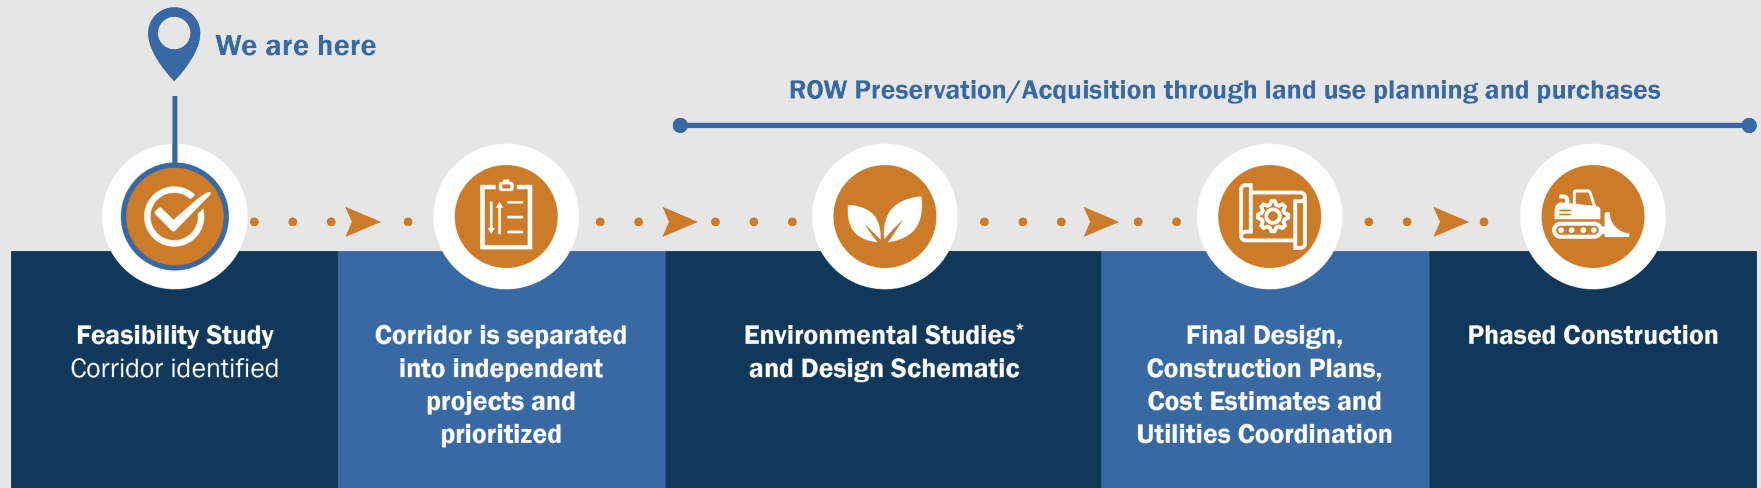 We are here
ROW Preservation/Acquisition through land use planning and purchases
Feasibility Study
Corridor identified
Corridor is separated
into independent
projects and
prioritized
Environmental Studies*
and Design Schematic
Final Design,
Construction Plans,
Cost Estimates and
Utilities Coordination
Phased Construction